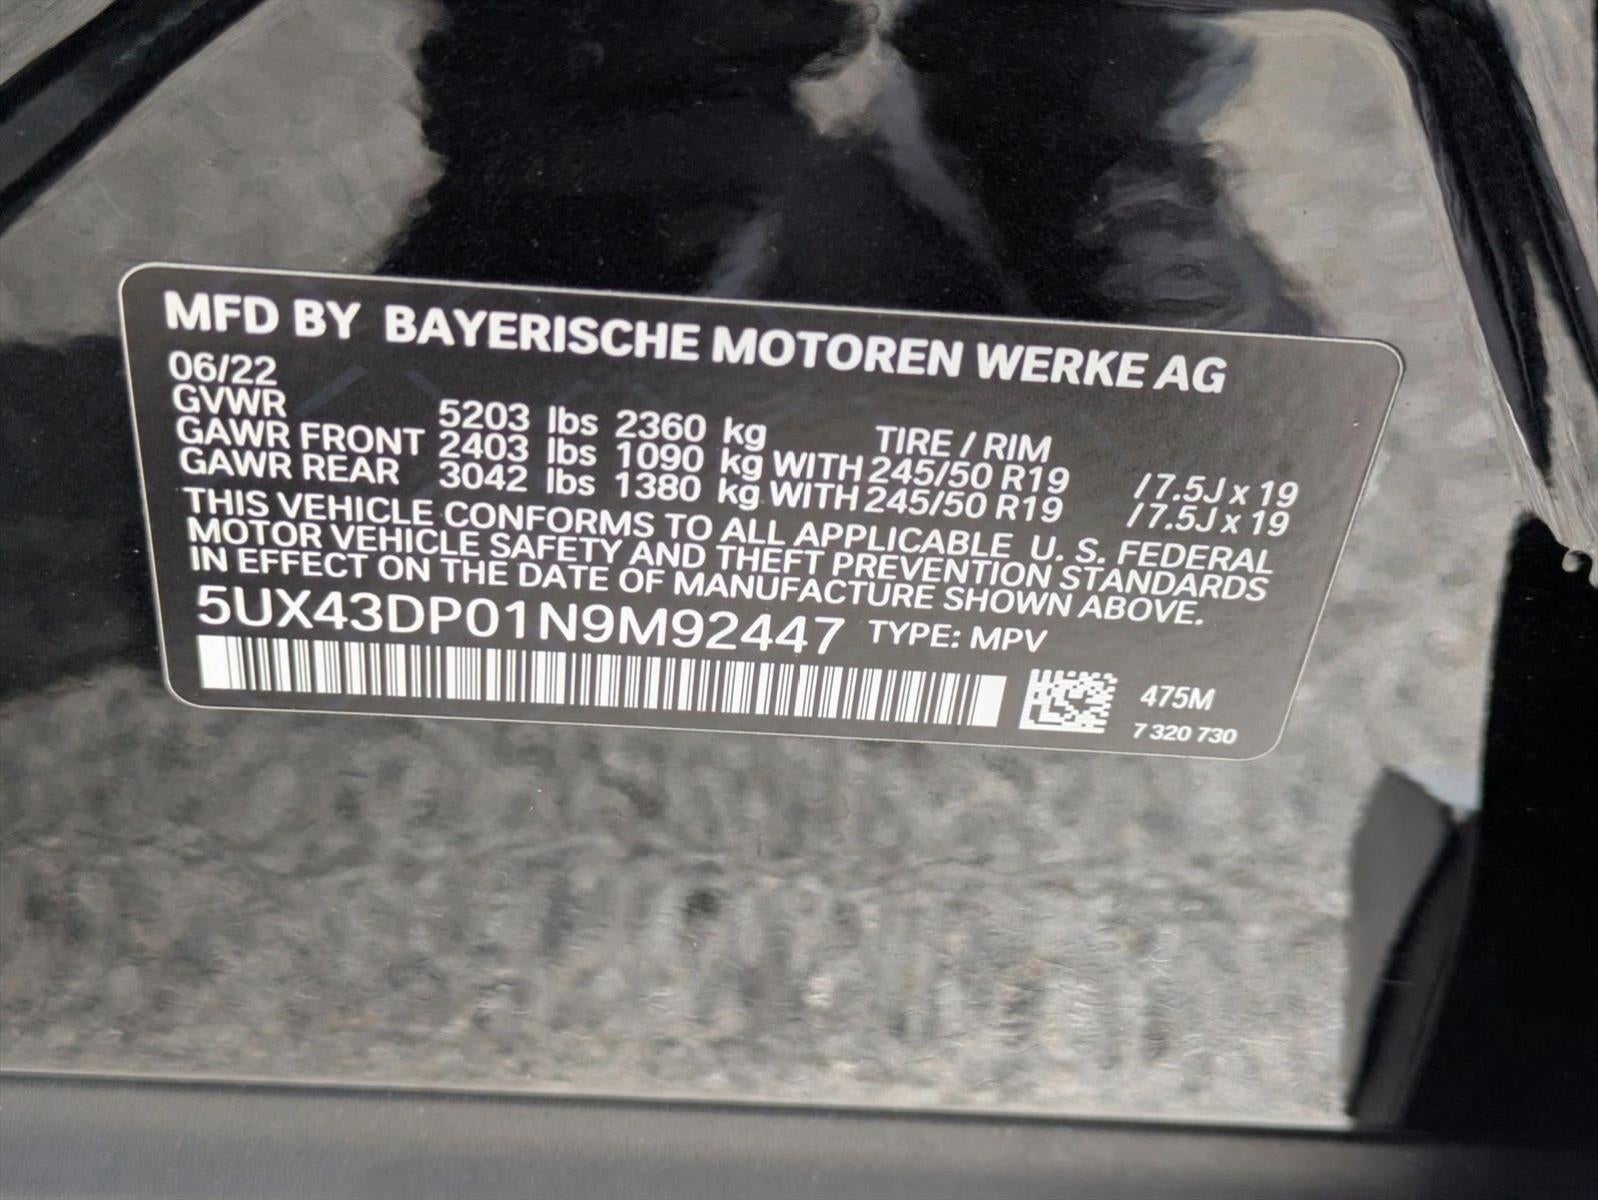 MFD BY BAYERISCHE MOTOREN WERKE AG
06/22
GVWR 5203 lbs 2360 kg TIRE / RIM
GAWR FRONT 2403 lbs 1090 kg WITH 245/50 R19 / 7.5J x 19
GAWR REAR 3042 lbs 1380 kg WITH 245/50 R19 / 7.5J x 19
THIS VEHICLE CONFORMS TO ALL APPLICABLE U. S. FEDERAL
MOTOR VEHICLE SAFETY AND THEFT PREVENTION STANDARDS
IN EFFECT ON THE DATE OF MANUFACTURE SHOWN ABOVE.
5UX43DP01N9M92447 TYPE: MPV
475M
7 320 730